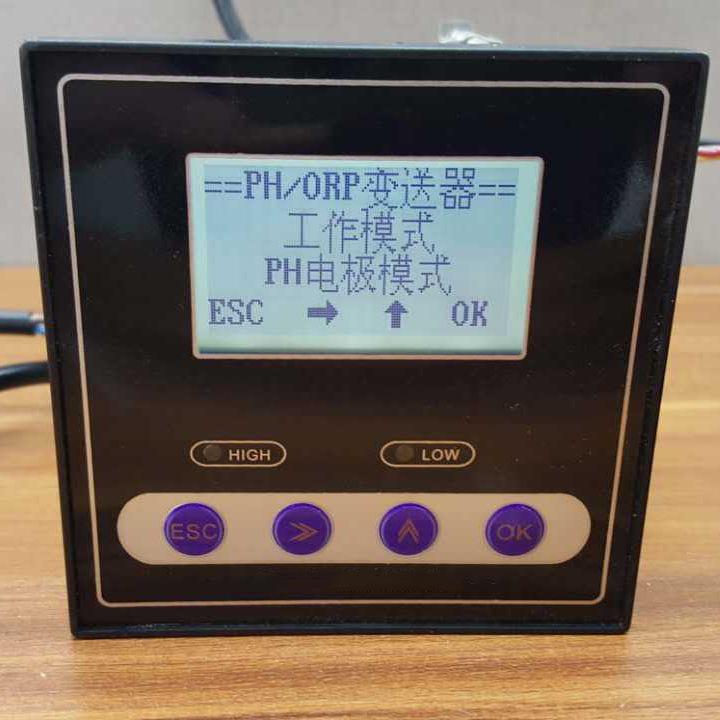 ==PH/ORP变送器==
工作模式
PH电极模式
ESC → ↑ OK
HIGH LOW
ESC OK